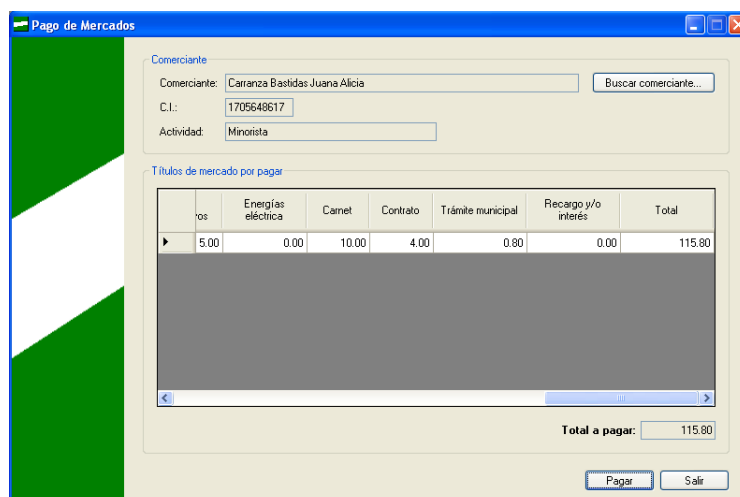 Pago de Mercados
Comerciante
Comerciante: Carranza Bastidas Juana Alicia Buscar comerciante...
C.I.: 1705648617
Actividad: Minorista
Títulos de mercado por pagar
Energías eléctrica Carnet Contrato Trámite municipal Recargo y/o interés Total
5.00 0.00 10.00 4.00 0.80 0.00 115.80
Total a pagar: 115.80
Pagar Salir